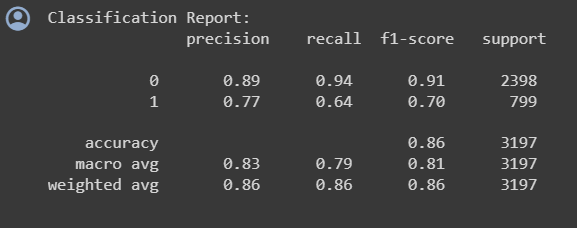 Classification Report:
precision recall f1-score support
0 0.89 0.94 0.91 2398
1 0.77 0.64 0.70 799
accuracy 0.86 3197
macro avg 0.83 0.79 0.81 3197
weighted avg 0.86 0.86 0.86 3197